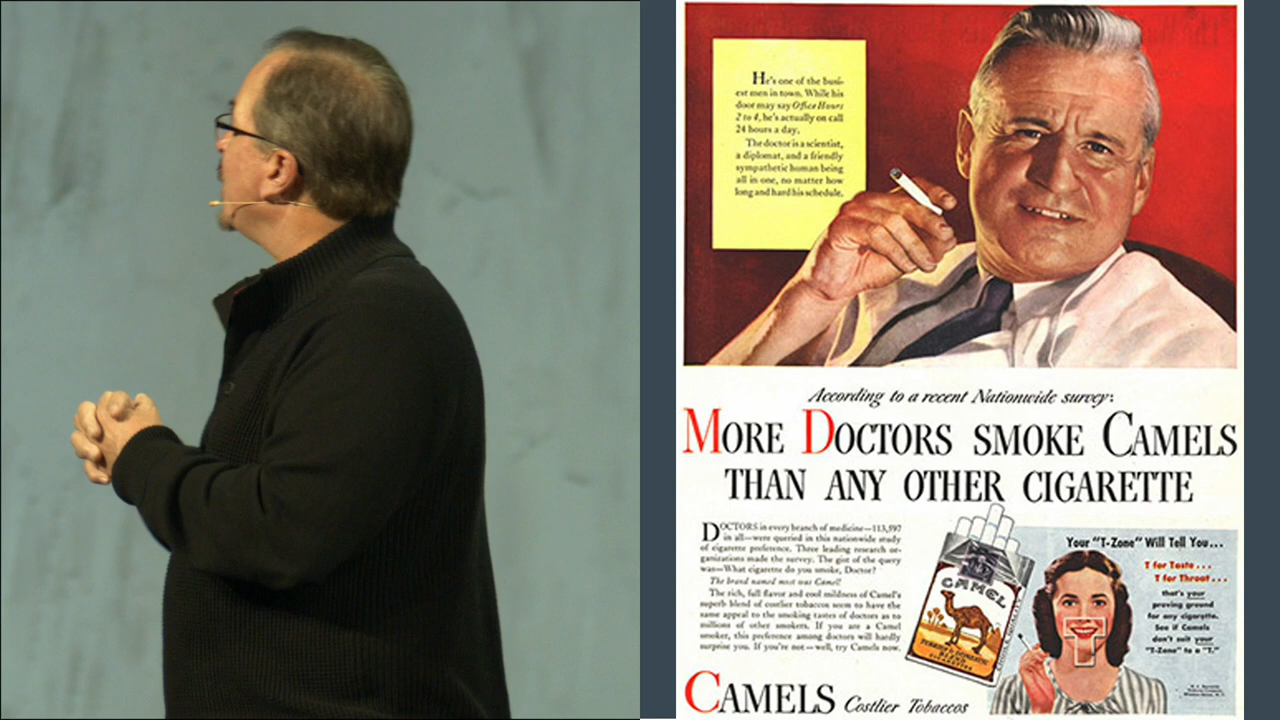 He's one of the busi-
est men in town. While his
door may say Office Hours
2 to 4, he's actually on call
24 hours a day.
The doctor is a scientist,
a diplomat, and a friendly
sympathetic human being
all in one, no matter how
long and hard his schedule.
According to a recent Nationwide survey:
MORE DOCTORS SMOKE CAMELS
THAN ANY OTHER CIGARETTE
DOCTORS in every branch of medicine—113,597
in all—were queried in this nationwide study
of cigarette preference. Three leading research or-
ganizations made the survey. The gist of the query
was—What cigarette do you smoke, Doctor?
The brand named most was Camel!
The rich, full flavor and cool mildness of Camel's
superb blend of costlier tobaccos seem to have the
same appeal to the smoking tastes of doctors as to
millions of other smokers. If you are a Camel
smoker, this preference among doctors will hardly
surprise you. If you're not—well, try Camels now.
CAMELS Costlier Tobaccos
CAMEL
TURKISH & DOMESTIC
BLEND
CIGARETTES
Your "T-Zone" Will Tell You...
T for Taste...
T for Throat...
that's your
proving ground
for any cigarette.
See if Camels
don't suit your
"T-Zone" to a "T."
T